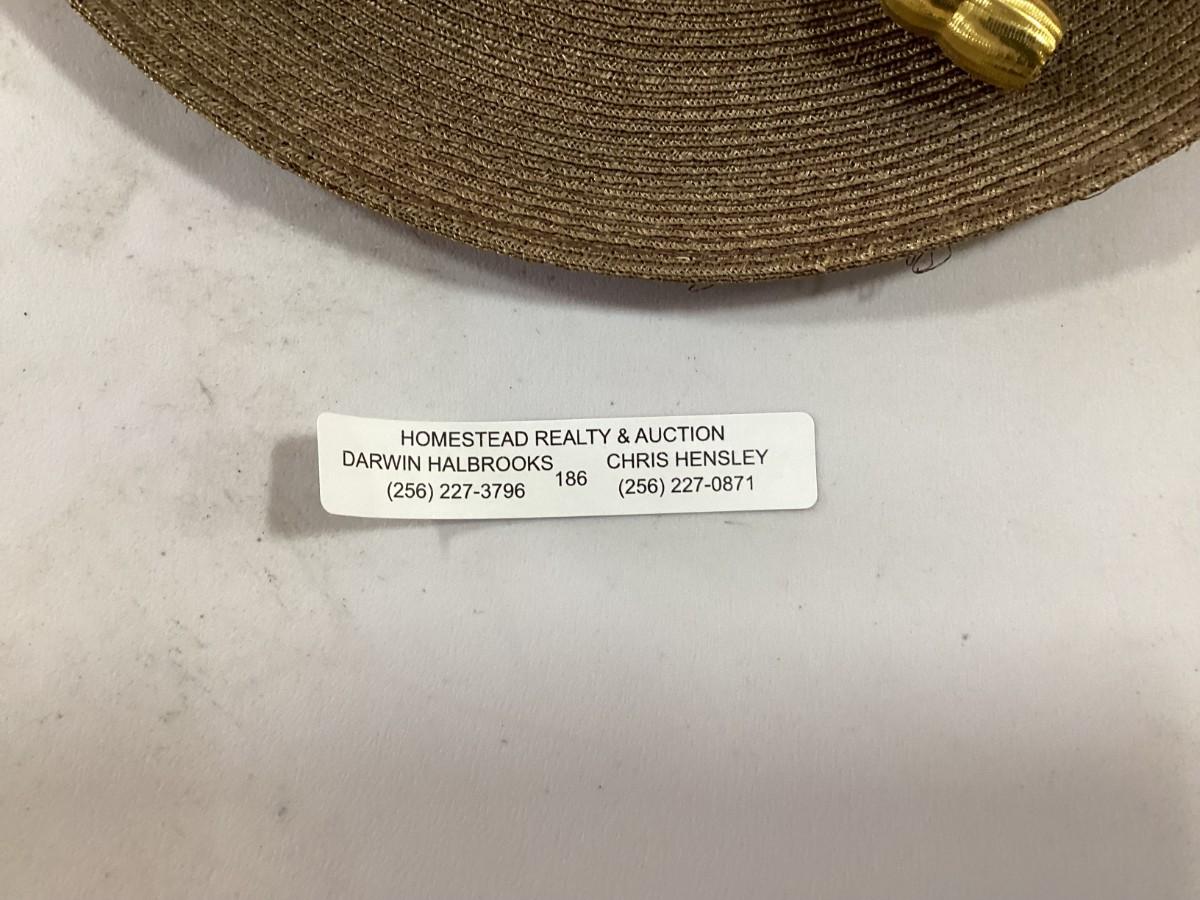 HOMESTEAD REALTY & AUCTION
DARWIN HALBROOKS 186 CHRIS HENSLEY
(256) 227-3796 (256) 227-0871